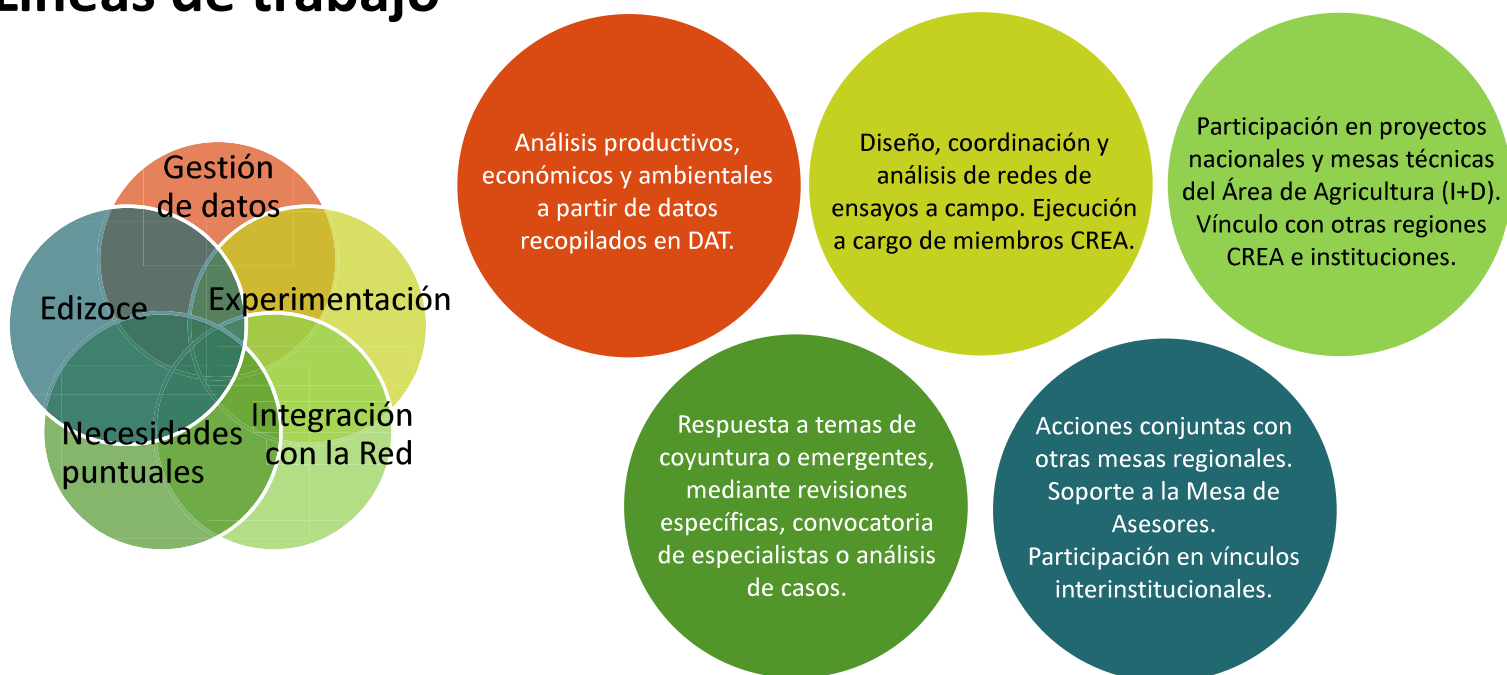 Líneas de trabajo
Gestión
de datos
Edizoce
Experimentación
Necesidades
puntuales
Integración
con la Red
Análisis productivos,
económicos y ambientales
a partir de datos
recopilados en DAT.
Diseño, coordinación y
análisis de redes de
ensayos a campo. Ejecución
a cargo de miembros CREA.
Participación en proyectos
nacionales y mesas técnicas
del Área de Agricultura (I+D).
Vínculo con otras regiones
CREA e instituciones.
Respuesta a temas de
coyuntura o emergentes,
mediante revisiones
específicas, convocatoria
de especialistas o análisis
de casos.
Acciones conjuntas con
otras mesas regionales.
Soporte a la Mesa de
Asesores.
Participación en vínculos
interinstitucionales.